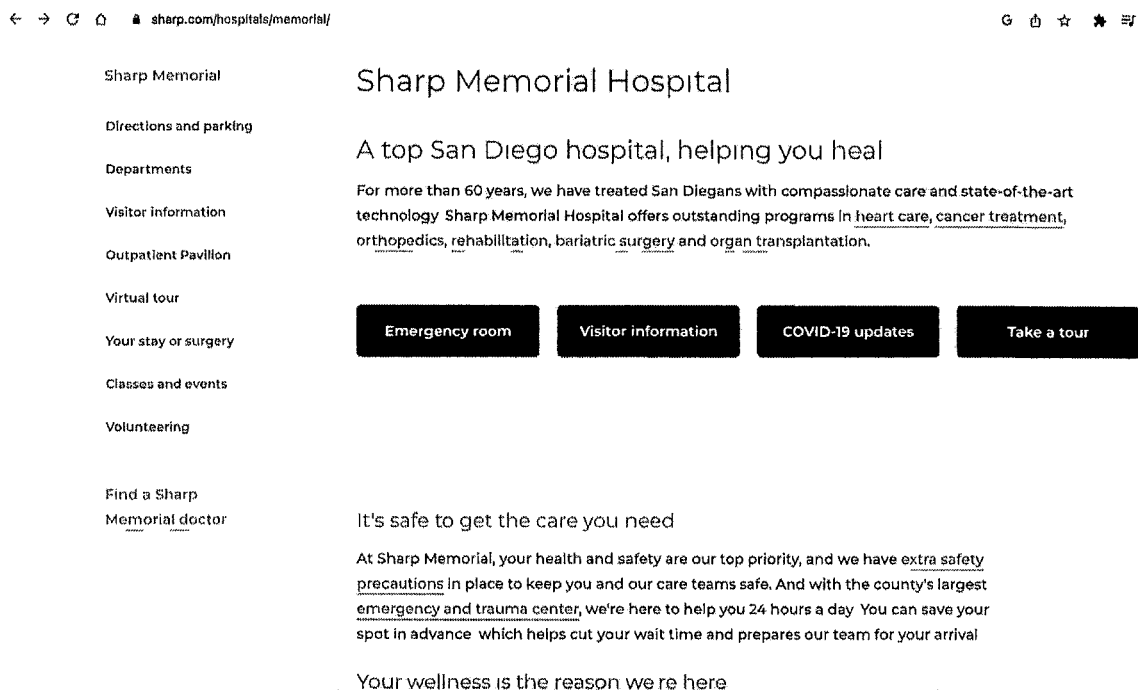 sharp.com/hospitals/memorial/
Sharp Memorial
Directions and parking
Departments
Visitor information
Outpatient Pavilion
Virtual tour
Your stay or surgery
Classes and events
Volunteering
Find a Sharp
Memorial doctor
Sharp Memorial Hospital
A top San Diego hospital, helping you heal
For more than 60 years, we have treated San Diegans with compassionate care and state-of-the-art
technology Sharp Memorial Hospital offers outstanding programs in heart care, cancer treatment,
orthopedics, rehabilitation, bariatric surgery and organ transplantation.
Emergency room
Visitor information
COVID-19 updates
Take a tour
It's safe to get the care you need
At Sharp Memorial, your health and safety are our top priority, and we have extra safety
precautions in place to keep you and our care teams safe. And with the county's largest
emergency and trauma center, we're here to help you 24 hours a day You can save your
spot in advance which helps cut your wait time and prepares our team for your arrival
Your wellness is the reason we re here